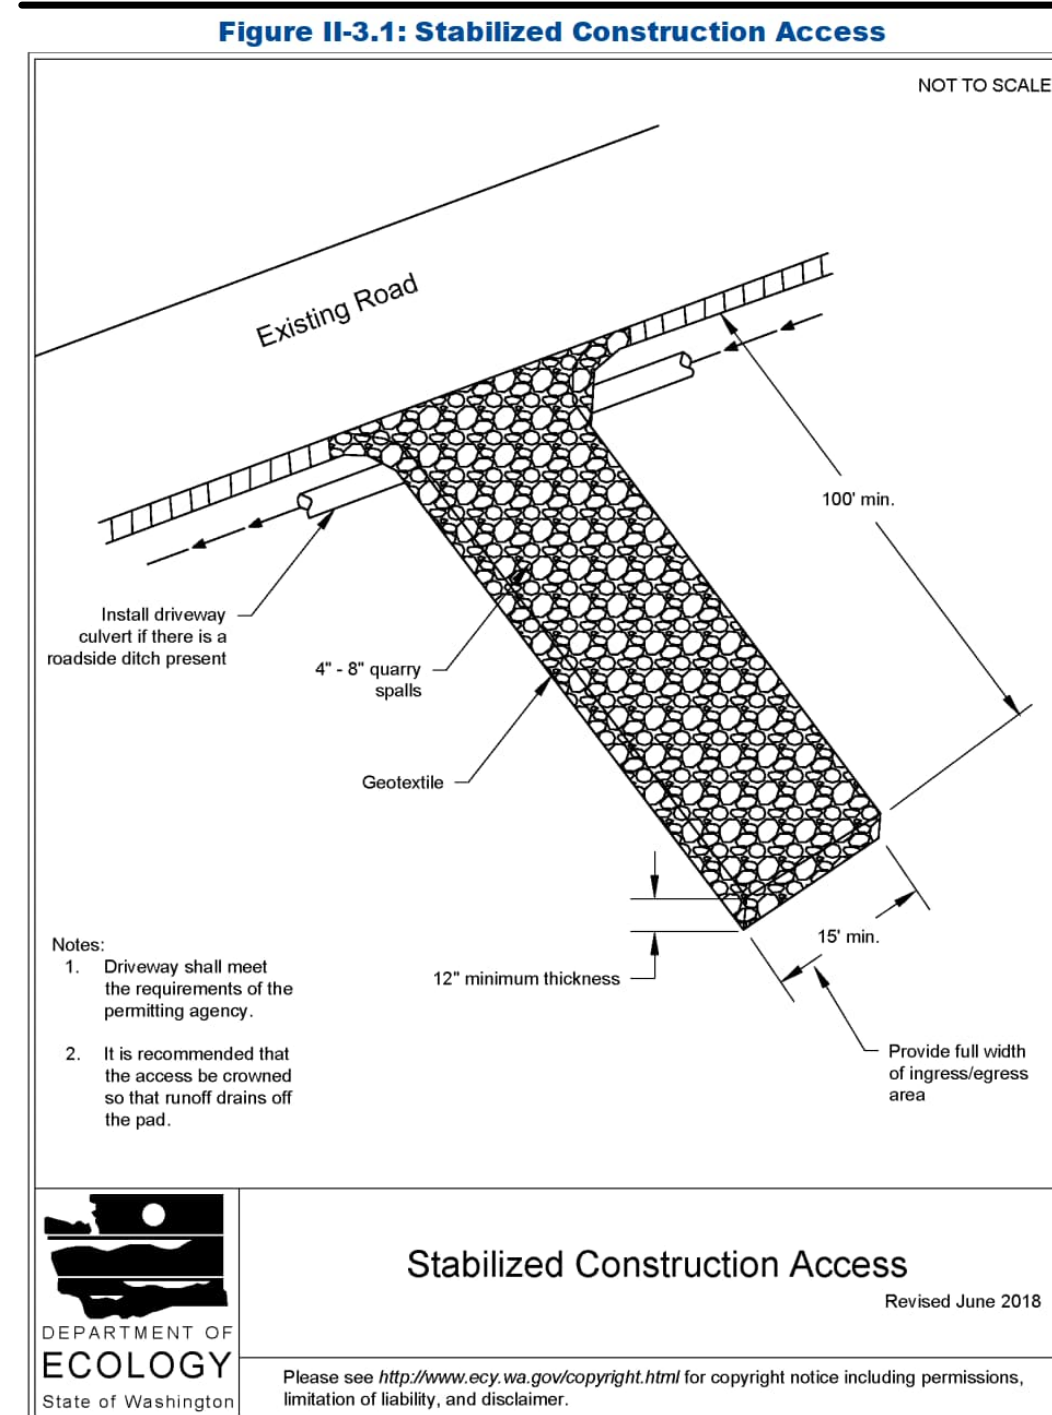 Figure II-3.1: Stabilized Construction Access
NOT TO SCALE
Existing Road
100' min.
Install driveway
culvert if there is a
roadside ditch present
4" - 8" quarry
spalls
Geotextile
15' min.
12" minimum thickness
Provide full width
of ingress/egress
area
Notes:
1. Driveway shall meet
the requirements of the
permitting agency.
2. It is recommended that
the access be crowned
so that runoff drains off
the pad.
DEPARTMENT OF
ECOLOGY
State of Washington
Stabilized Construction Access
Revised June 2018
Please see http://www.ecy.wa.gov/copyright.html for copyright notice including permissions,
limitation of liability, and disclaimer.